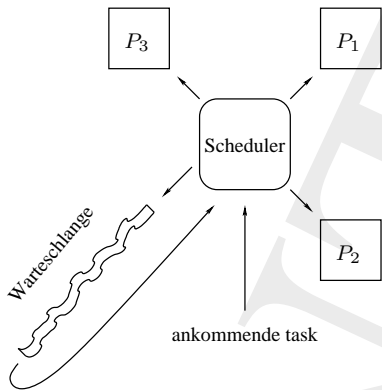 P₃
P₁
Scheduler
Warteschlange
P₂
ankommende task